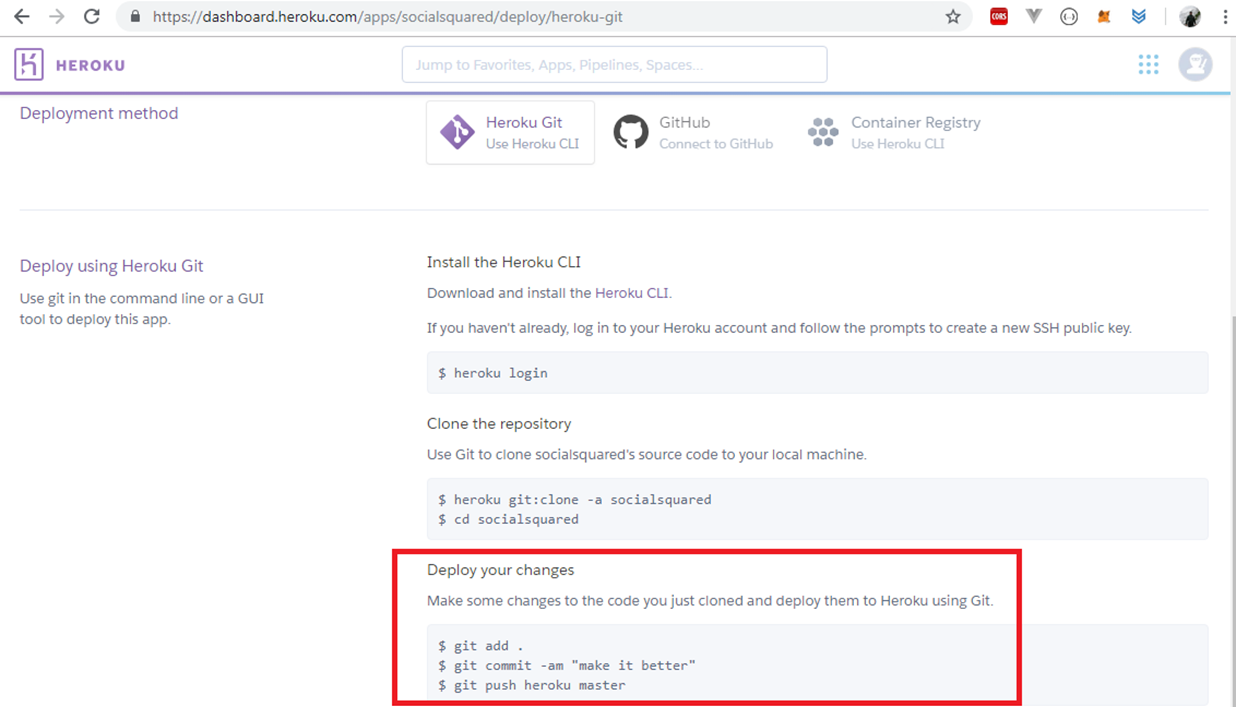 https://dashboard.heroku.com/apps/socialsquared/deploy/heroku-git
CORS
HEROKU
Jump to Favorites, Apps, Pipelines, Spaces...
Deployment method
Heroku Git
Use Heroku CLI
GitHub
Connect to GitHub
Container Registry
Use Heroku CLI
Deploy using Heroku Git
Use git in the command line or a GUI
tool to deploy this app.
Install the Heroku CLI
Download and install the Heroku CLI.
If you haven't already, log in to your Heroku account and follow the prompts to create a new SSH public key.
$ heroku login
Clone the repository
Use Git to clone socialsquared's source code to your local machine.
$ heroku git:clone -a socialsquared
$ cd socialsquared
Deploy your changes
Make some changes to the code you just cloned and deploy them to Heroku using Git.
$ git add .
$ git commit -am "make it better"
$ git push heroku master